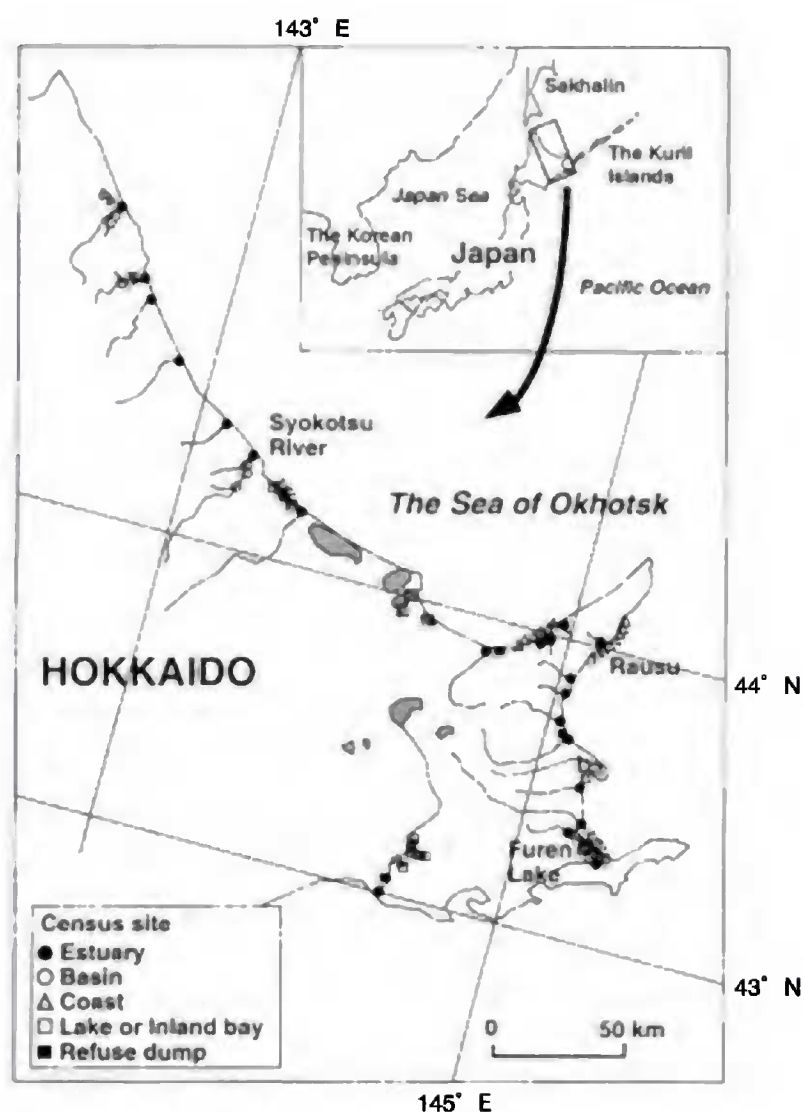 143° E
Sakhalin
The Kuril
Islands
Japan Sea
The Korean
Peninsula
Japan
Pacific Ocean
Syokotsu
River
The Sea of Okhotsk
HOKKAIDO
Rausu
44° N
Furen
Lake
Census site
Estuary
Basin
Coast
Lake or Inland bay
Refuse dump
0 50 km
43° N
145° E